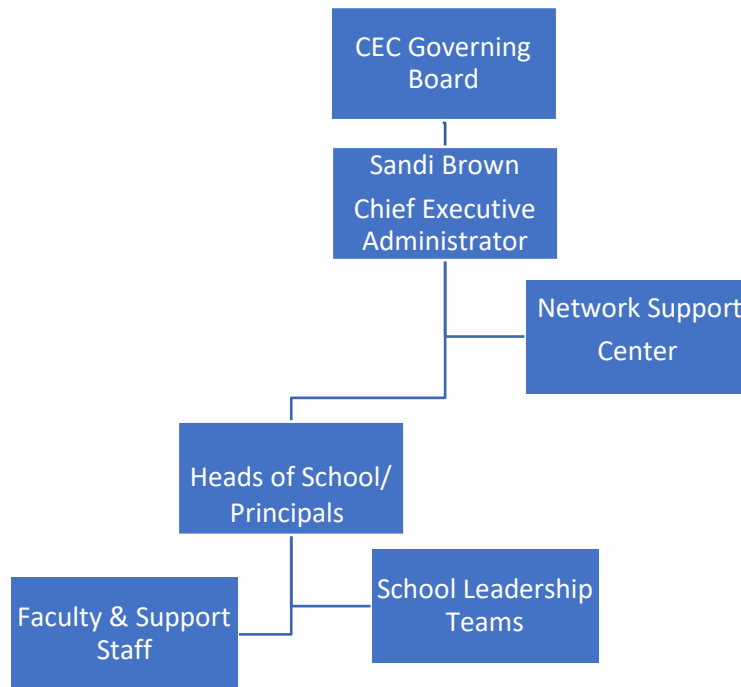 CEC Governing
Board
Sandi Brown
Chief Executive
Administrator
Network Support
Center
Heads of School/
Principals
School Leadership
Teams
Faculty & Support
Staff